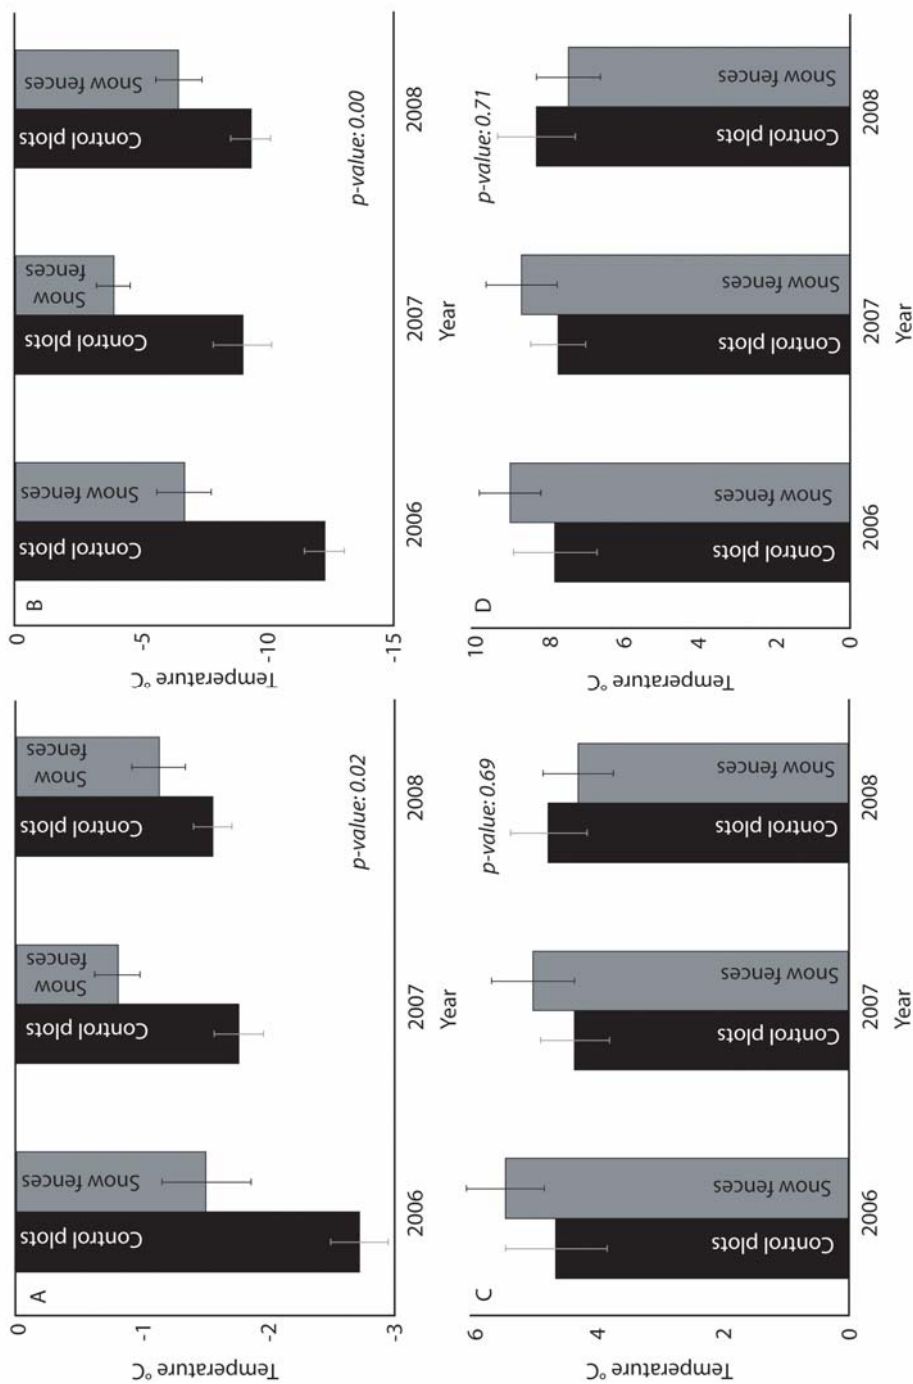 A
0
-1
-2
-3
Temperature °C
Control plots
Snow fences
Control plots
Snow
fences
Control plots
Snow
fences
p-value: 0.02
2006
2007
2008
Year
B
0
-5
-10
-15
Temperature °C
Control plots
Snow fences
Control plots
Snow
fences
Control plots
Snow fences
p-value: 0.00
2006
2007
2008
Year
C
6
4
2
0
Temperature °C
Control plots
Snow fences
Control plots
Snow fences
Control plots
Snow fences
p-value: 0.69
2006
2007
2008
Year
D
10
8
6
4
2
0
Temperature °C
Control plots
Snow fences
Control plots
Snow fences
Control plots
Snow fences
p-value: 0.71
2006
2007
2008
Year